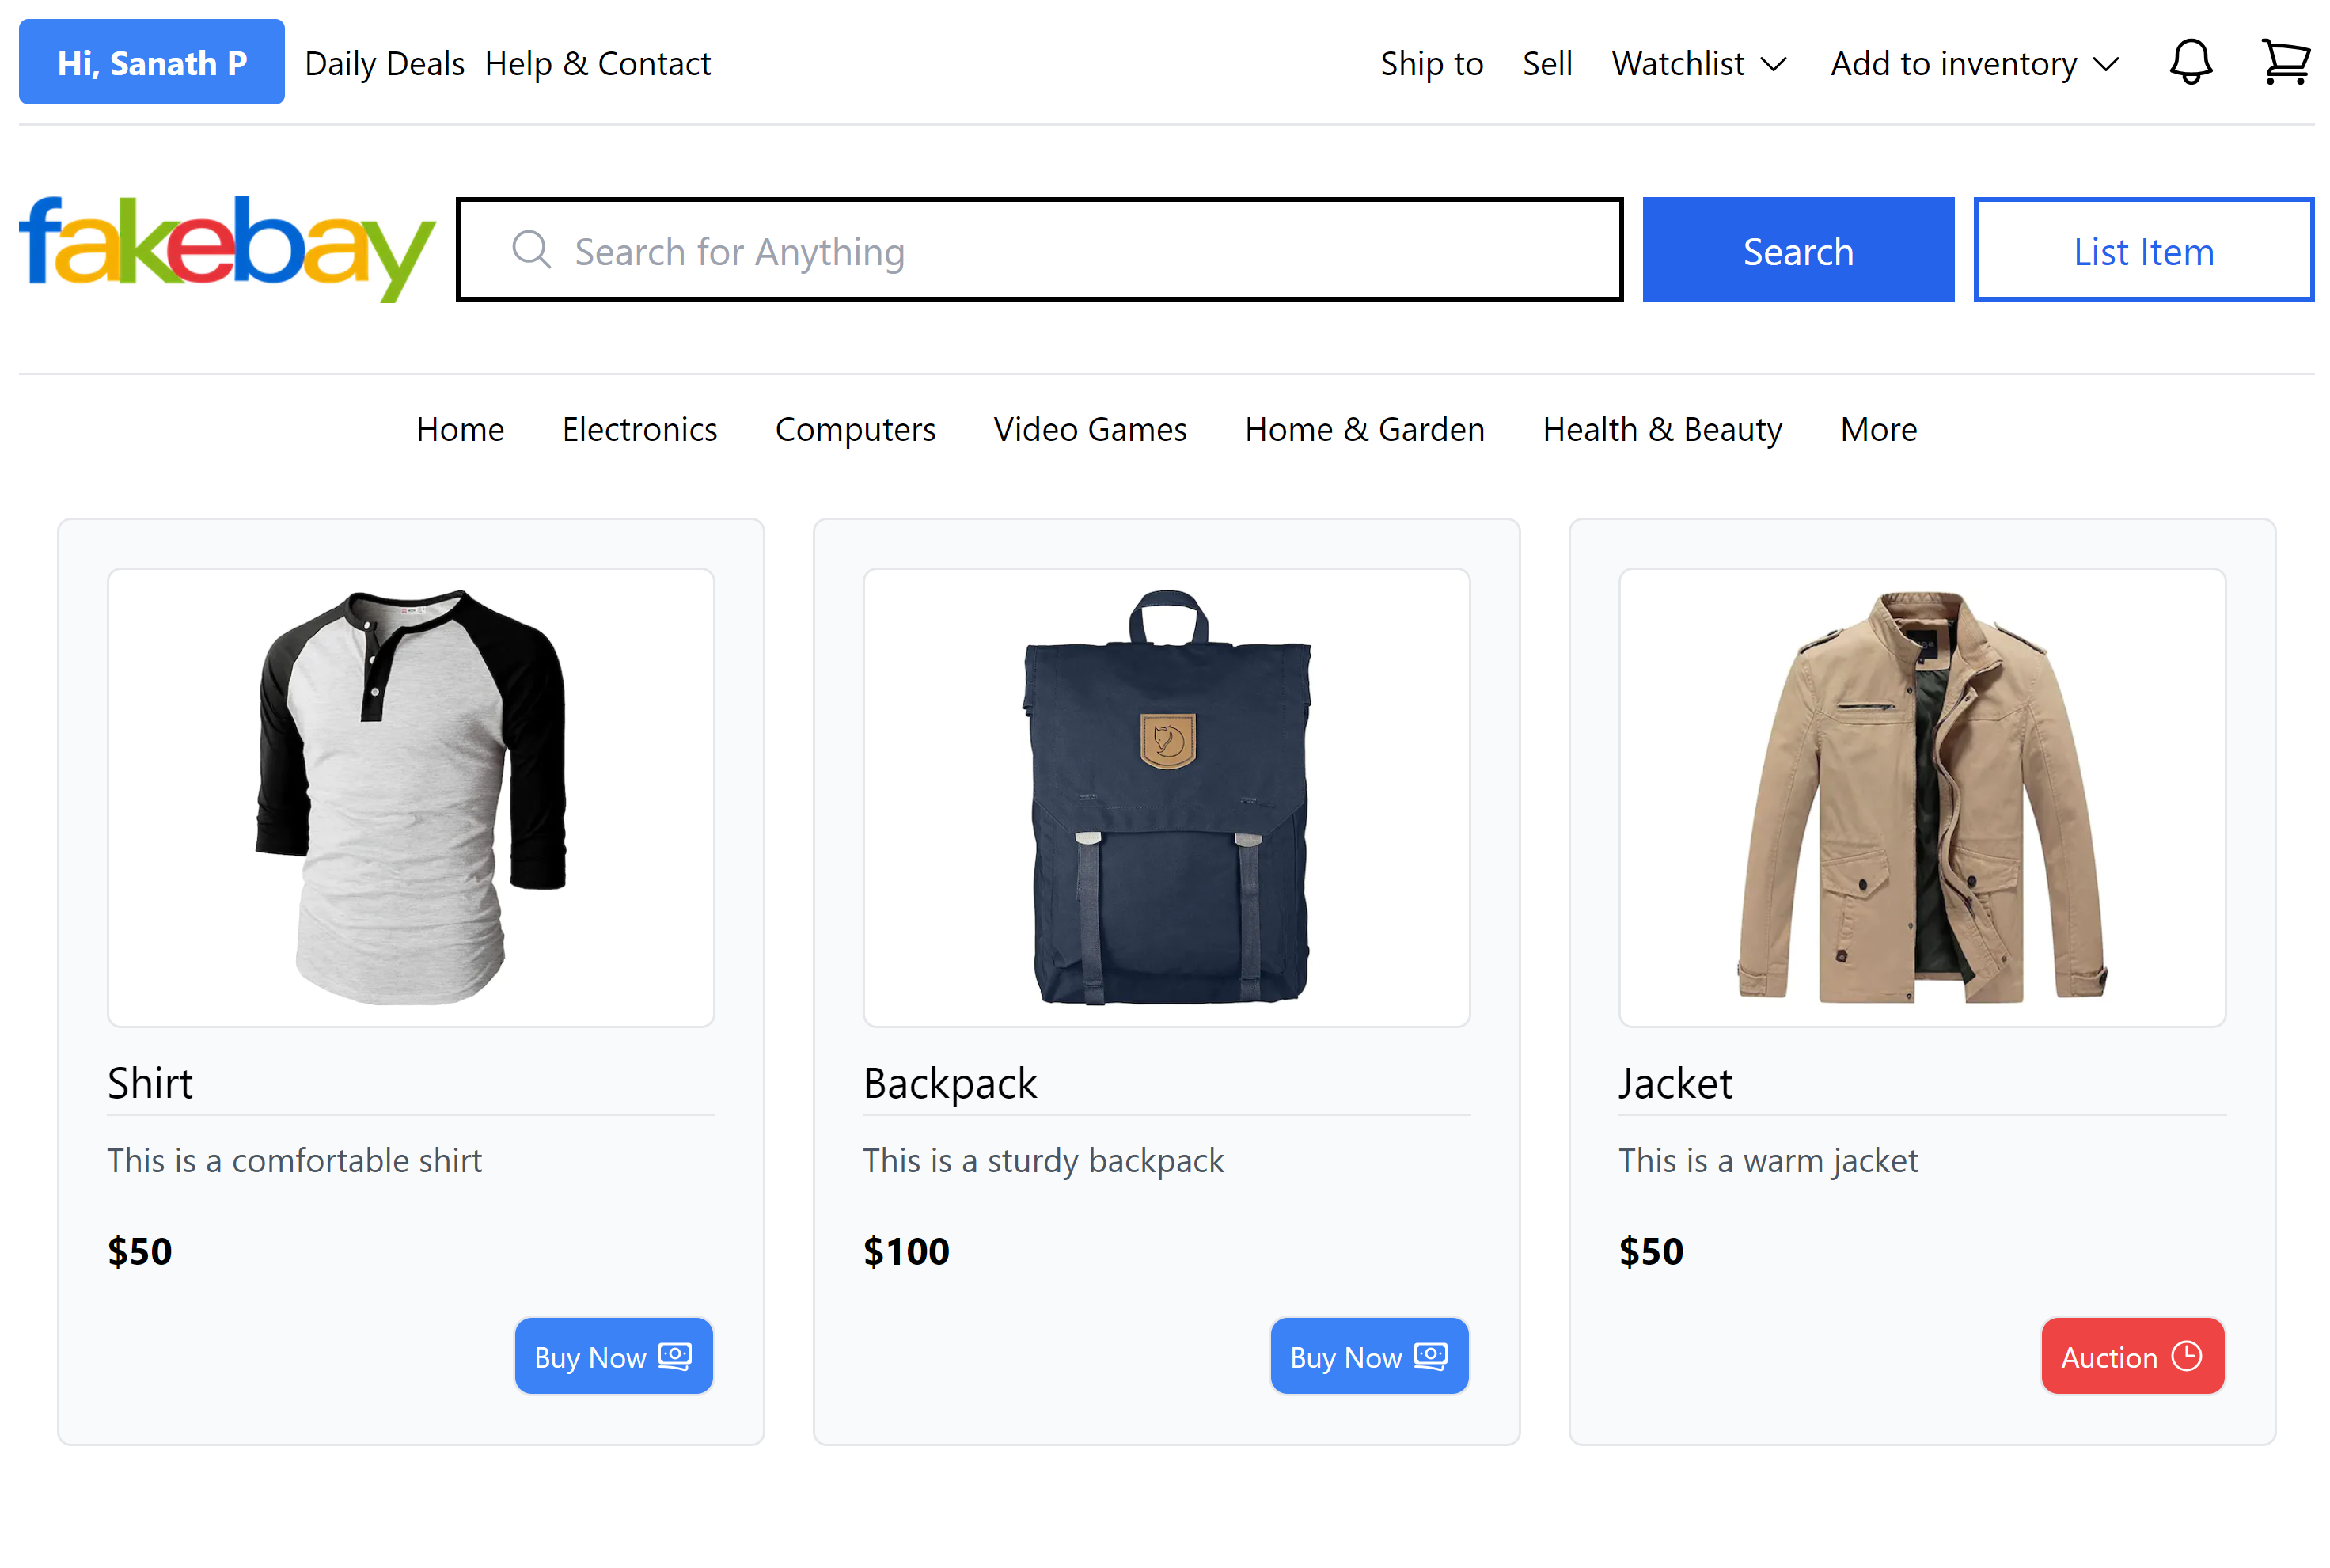 Hi, Sanath P Daily Deals Help & Contact Ship to Sell Watchlist Add to inventory
fakebay Search for Anything Search List Item
Home Electronics Computers Video Games Home & Garden Health & Beauty More
Shirt
This is a comfortable shirt
$50
Buy Now
Backpack
This is a sturdy backpack
$100
Buy Now
Jacket
This is a warm jacket
$50
Auction